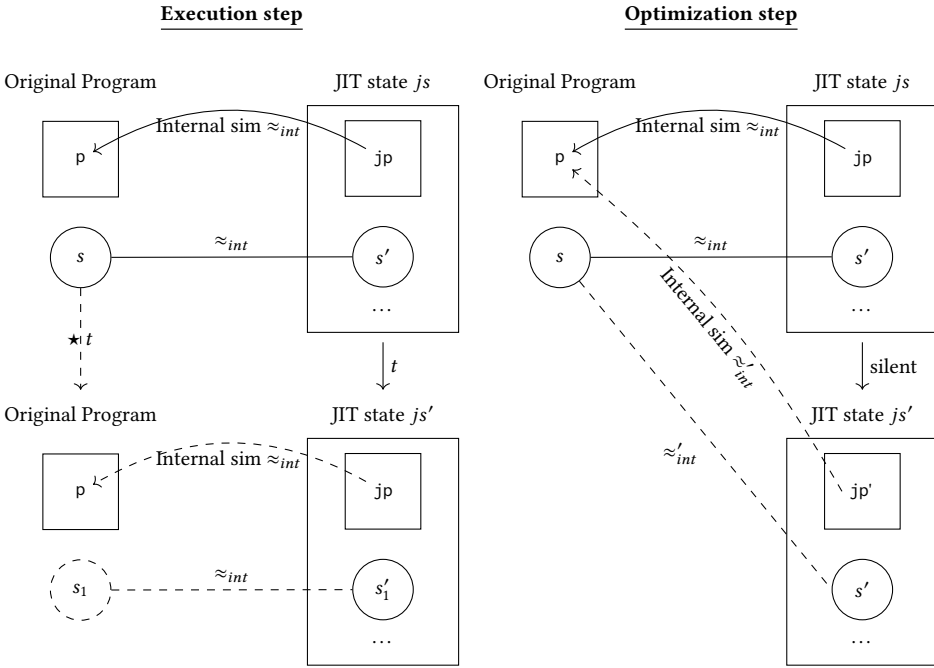 Execution step
Original Program
JIT state js
Internal sim ≈int
p
jp
≈int
s
s′
...
★ t
t
Original Program
JIT state js′
Internal sim ≈int
p
jp
≈int
s1
s′1
...
Optimization step
Original Program
JIT state js
Internal sim ≈int
p
jp
≈int
s
s′
...
Internal sim ≈′int
silent
JIT state js′
≈′int
jp'
s′
...